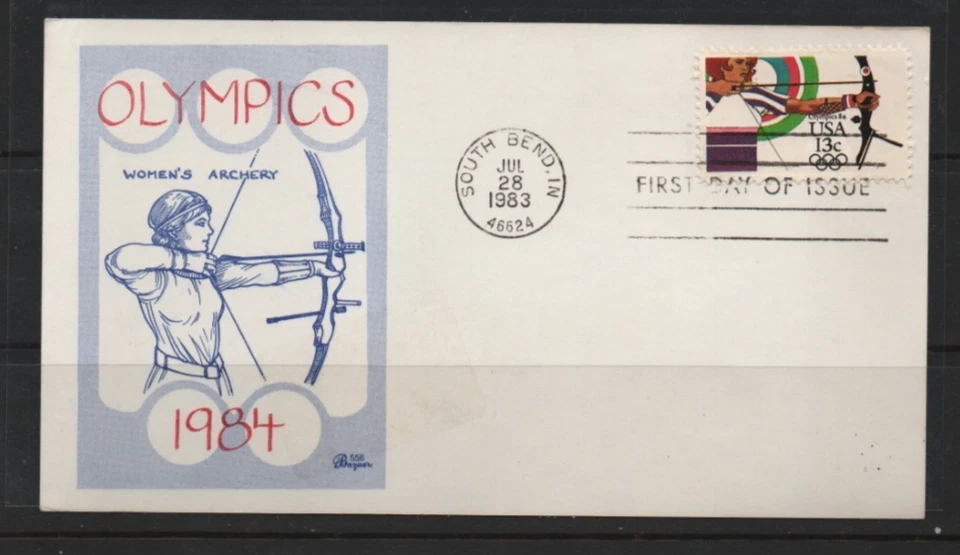 OLYMPICS
WOMEN'S ARCHERY
1984
556
Bazaar
SOUTH BEND, IN
JUL
28
1983
46624
Olympics 84
USA
13c
FIRST DAY OF ISSUE